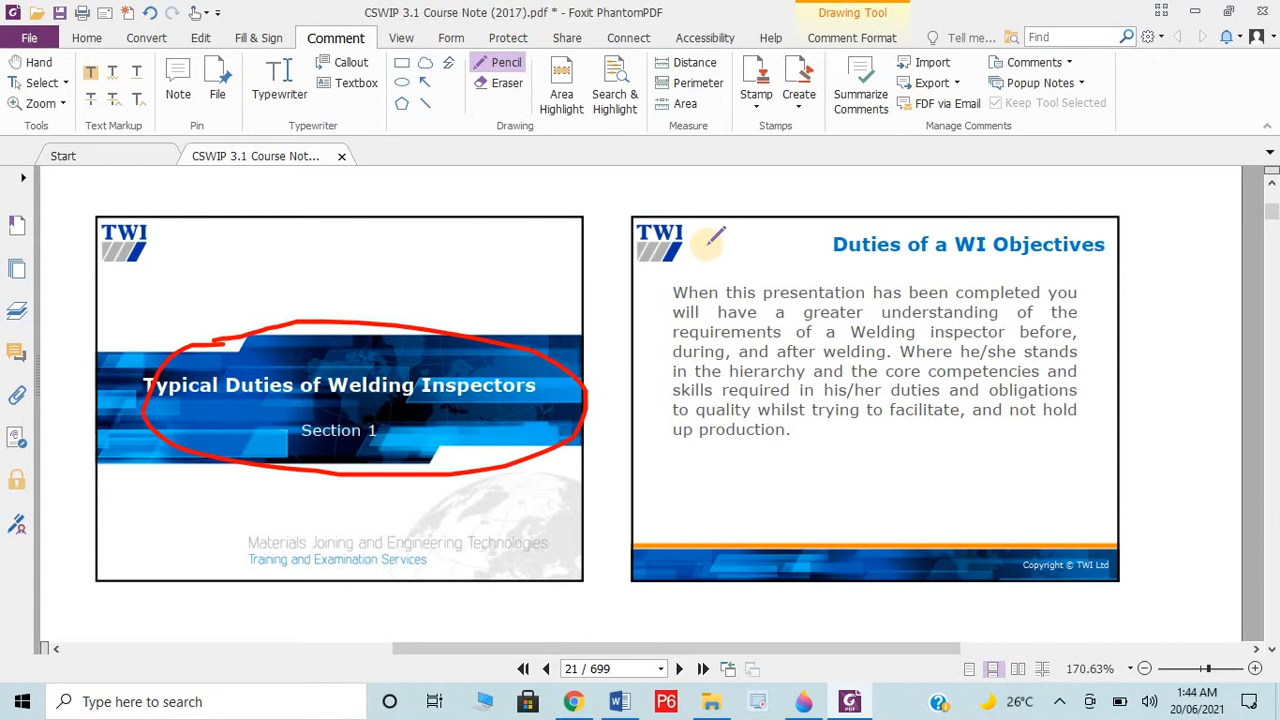 CSWIP 3.1 Course Note (2017).pdf * - Foxit PhantomPDF
Drawing Tool
File
Home
Convert
Edit
Fill & Sign
Comment
View
Form
Protect
Share
Connect
Accessibility
Help
Comment Format
Tell me...
Find
Hand
Select
Zoom
Tools
T T T
T T T
Text Markup
Note
File
Pin
Typewriter
Callout
Textbox
Typewriter
Pencil
Eraser
Area
Highlight
Search &
Highlight
Drawing
Distance
Perimeter
Area
Measure
Stamp
Create
Stamps
Summarize
Comments
Import
Export
FDF via Email
Comments
Popup Notes
Keep Tool Selected
Manage Comments
Start
CSWIP 3.1 Course Not...
TWI
Typical Duties of Welding Inspectors
Section 1
Materials Joining and Engineering Technologies
Training and Examination Services
TWI
Duties of a WI Objectives
When this presentation has been completed you
will have a greater understanding of the
requirements of a Welding inspector before,
during, and after welding. Where he/she stands
in the hierarchy and the core competencies and
skills required in his/her duties and obligations
to quality whilst trying to facilitate, and not hold
up production.
Copyright © TWI Ltd
21 / 699
170.63%
Type here to search
W
P6
PDF
26°C
1:44 AM
20/06/2021